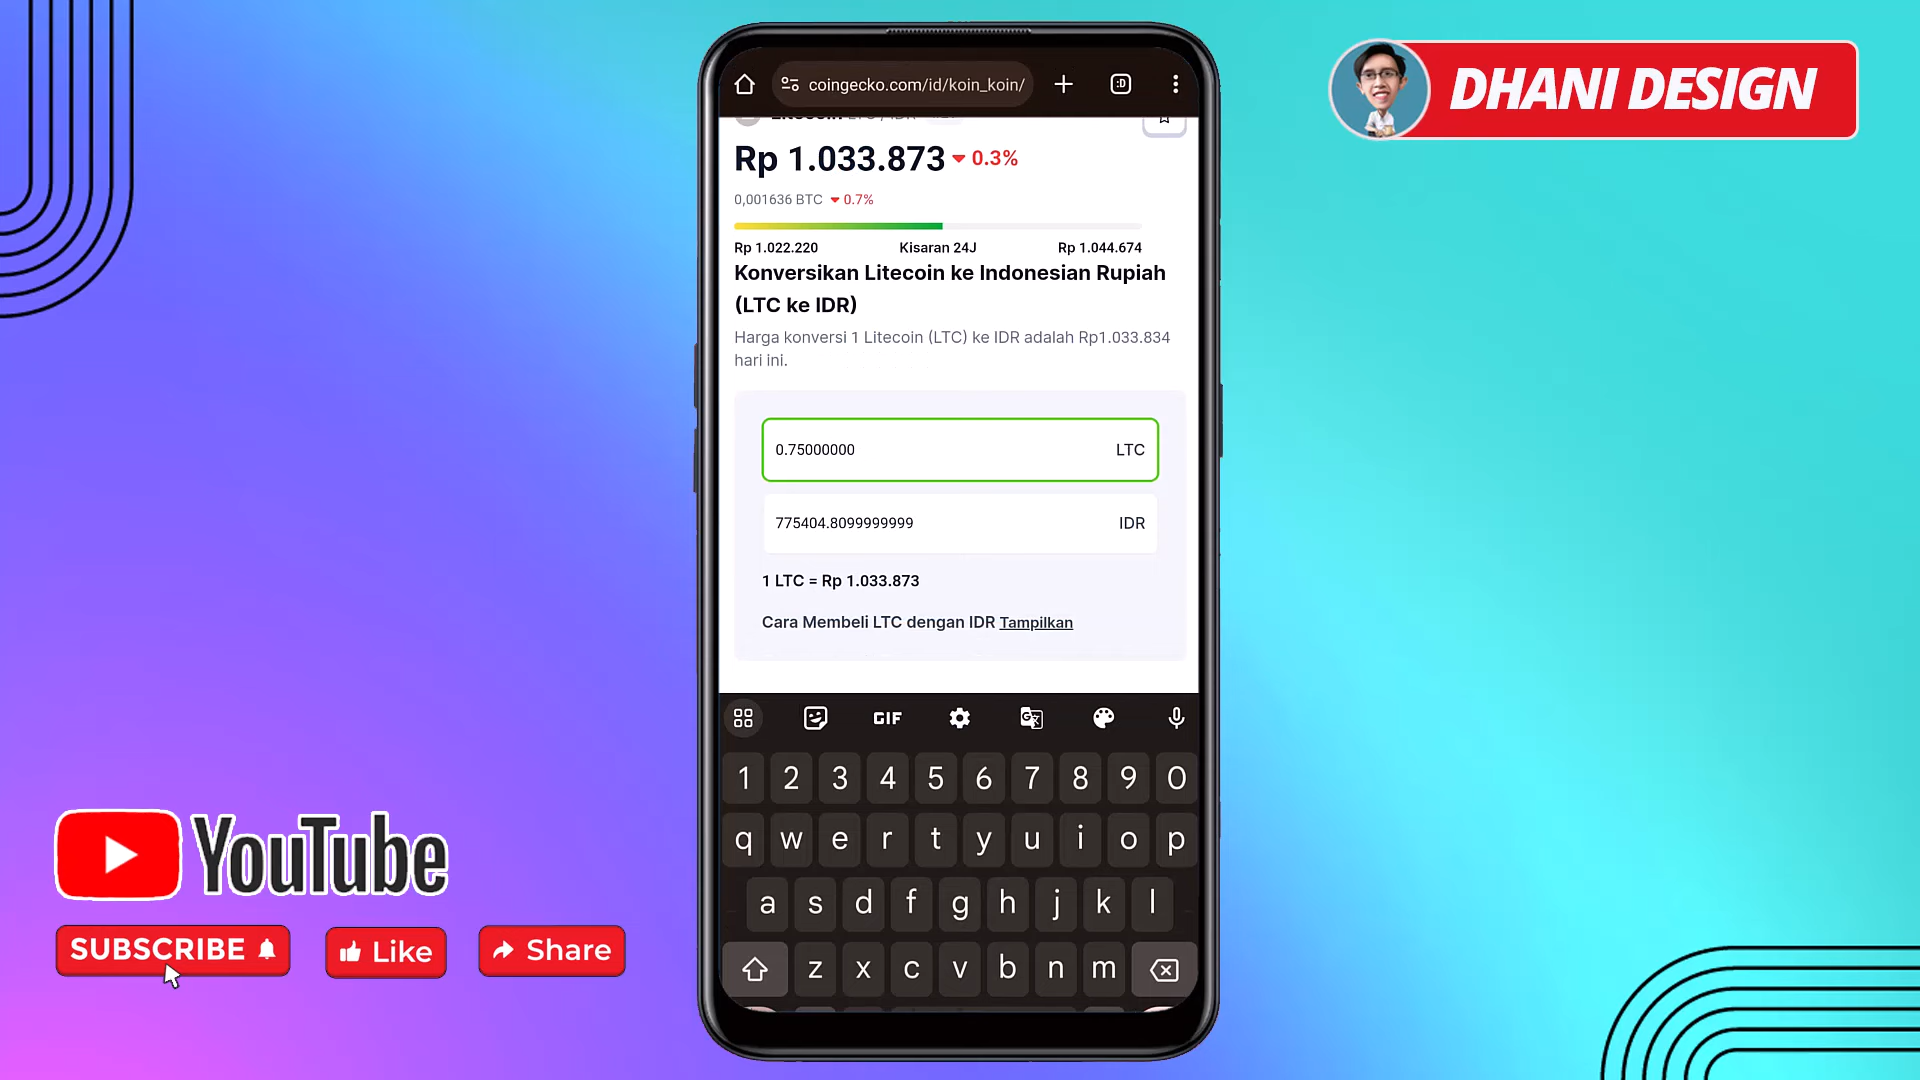 DHANI DESIGN
coingecko.com/id/koin_koin/
Rp 1.033.873 0.3%
0,001636 BTC 0.7%
Rp 1.022.220 Kisaran 24J Rp 1.044.674
Konversikan Litecoin ke Indonesian Rupiah
(LTC ke IDR)
Harga konversi 1 Litecoin (LTC) ke IDR adalah Rp1.033.834
hari ini.
0.75000000 LTC
775404.8099999999 IDR
1 LTC = Rp 1.033.873
Cara Membeli LTC dengan IDR Tampilkan
GIF
1 2 3 4 5 6 7 8 9 0
q w e r t y u i o p
a s d f g h j k l
z x c v b n m
YouTube
SUBSCRIBE Like Share